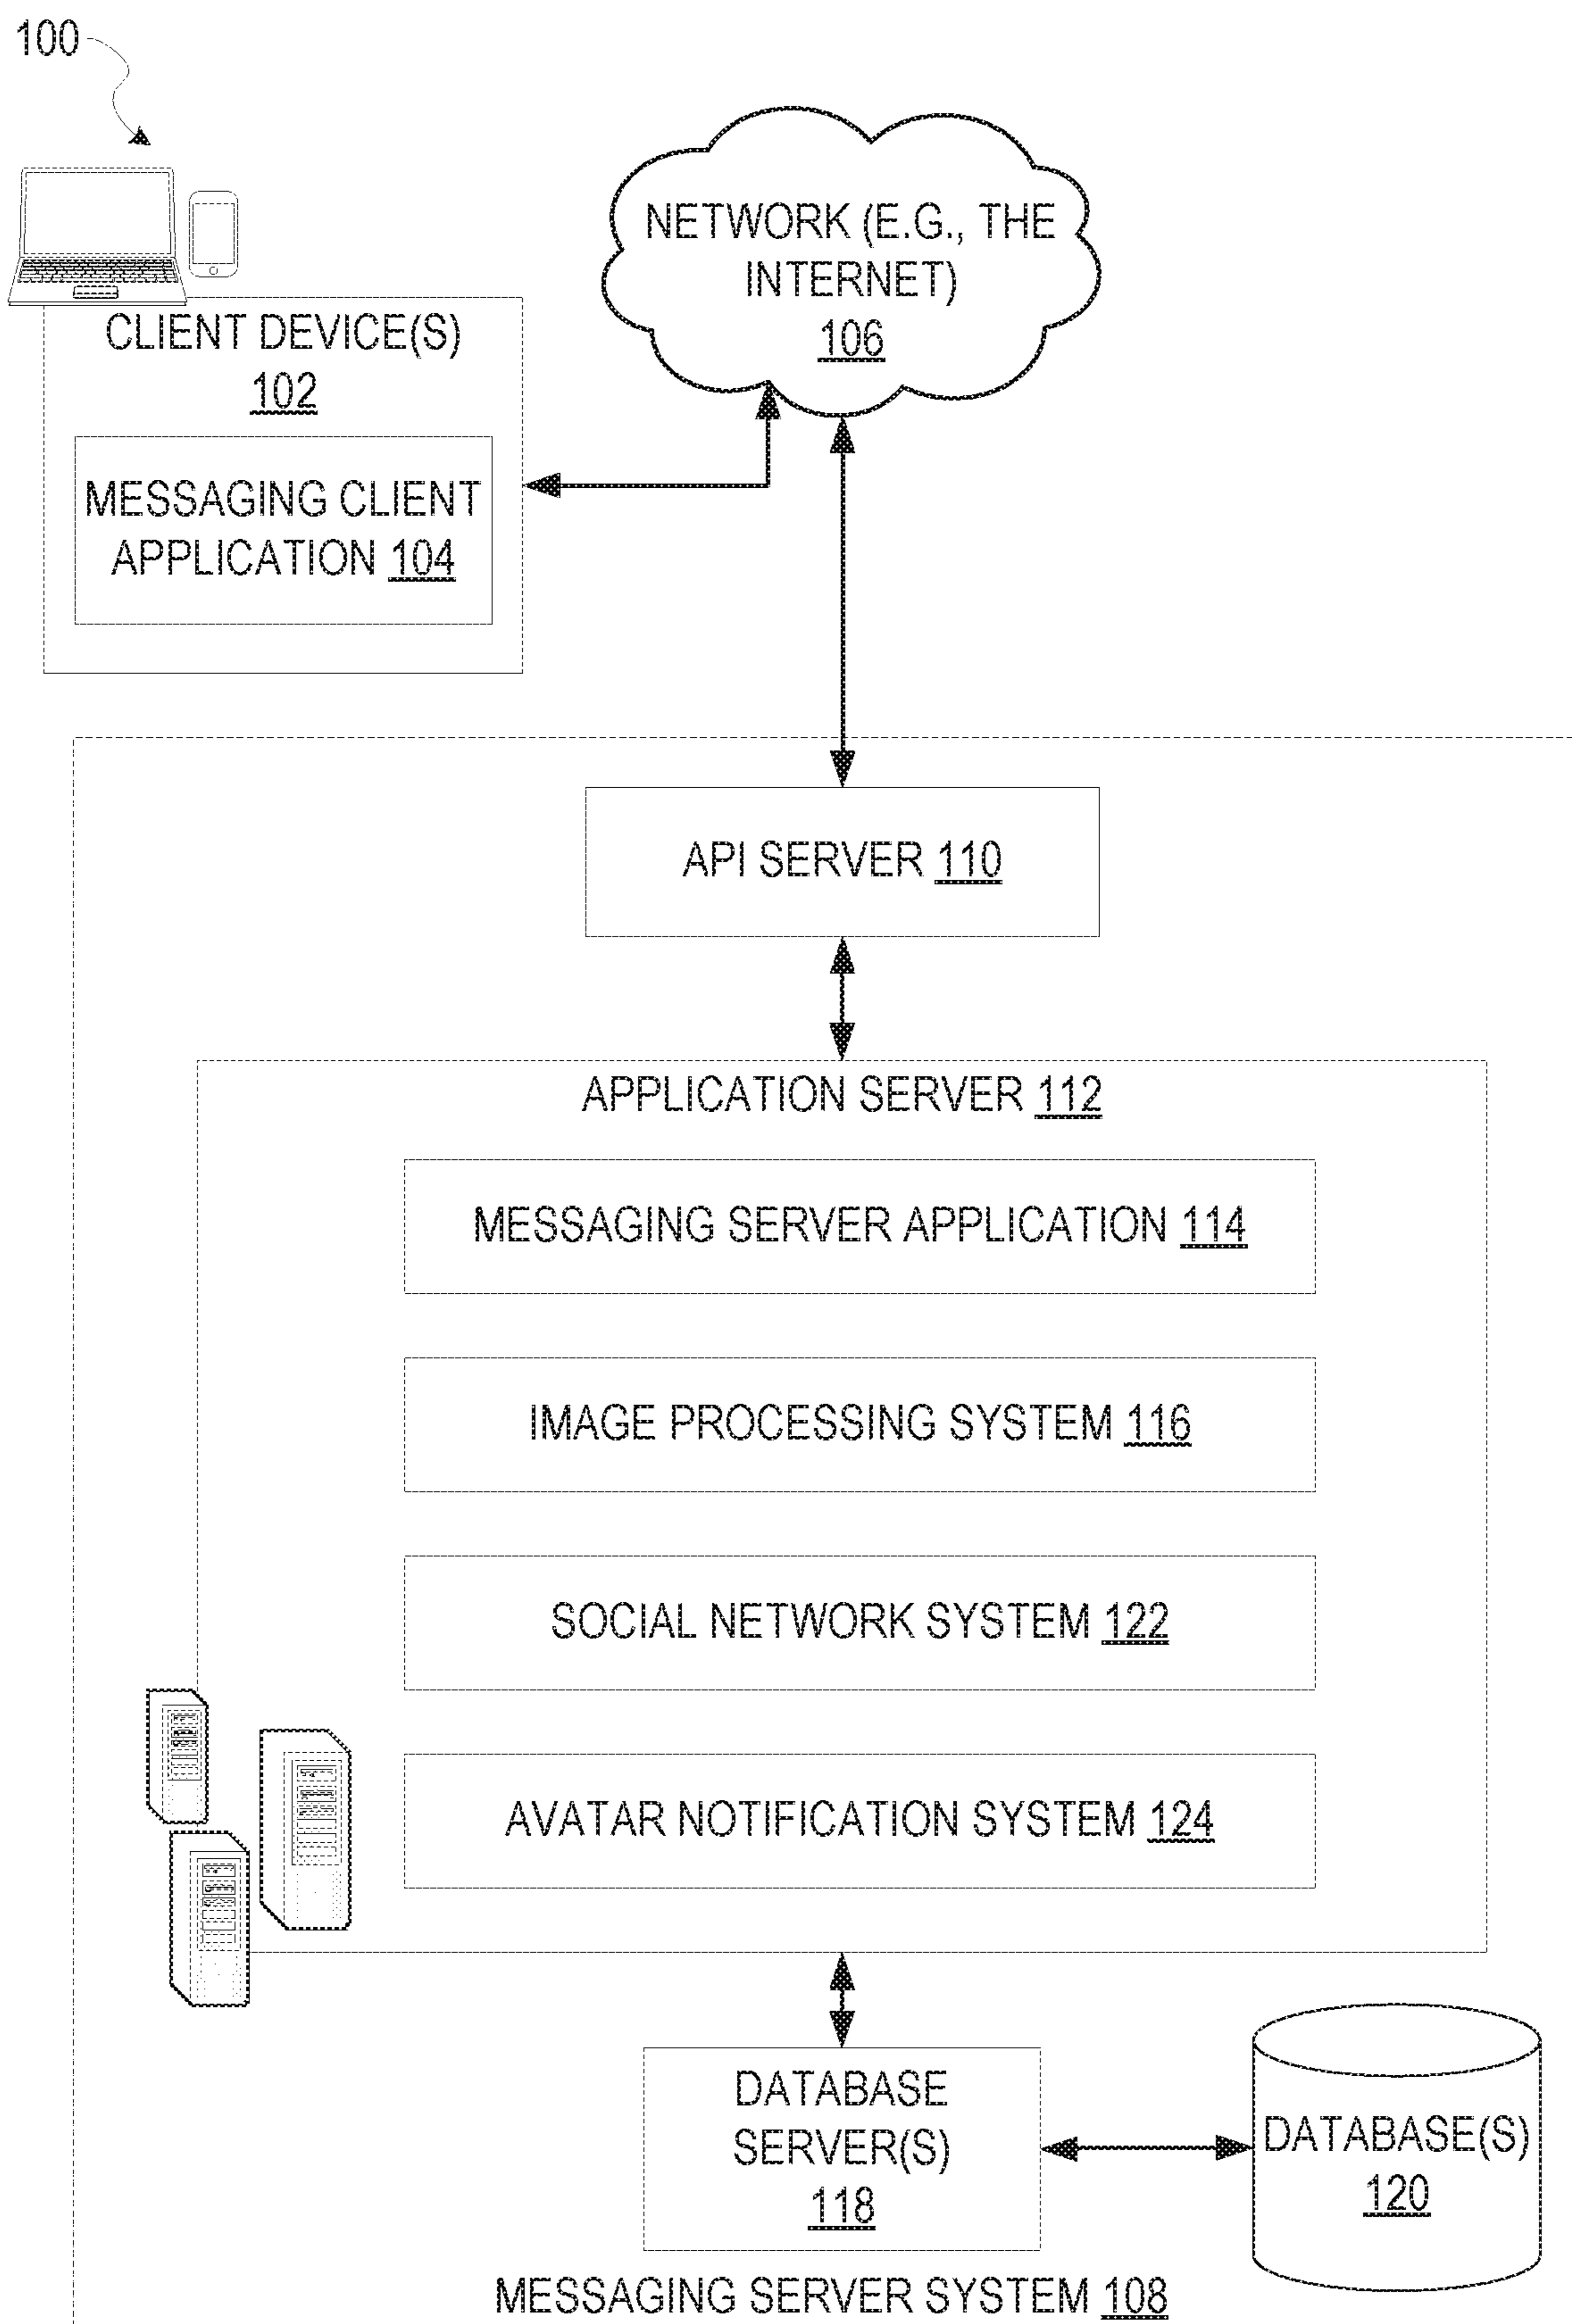 100
NETWORK (E.G., THE
INTERNET)
106
CLIENT DEVICE(S)
102
MESSAGING CLIENT
APPLICATION 104
API SERVER 110
APPLICATION SERVER 112
MESSAGING SERVER APPLICATION 114
IMAGE PROCESSING SYSTEM 116
SOCIAL NETWORK SYSTEM 122
AVATAR NOTIFICATION SYSTEM 124
DATABASE
SERVER(S)
118
DATABASE(S)
120
MESSAGING SERVER SYSTEM 108